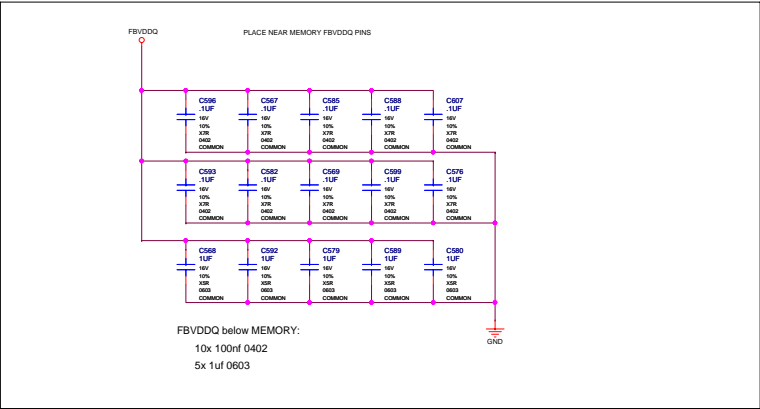 FBVDDQ
PLACE NEAR MEMORY FBVDDQ PINS
C596
.1UF
16V
10%
X7R
0402
COMMON
C567
.1UF
16V
10%
X7R
0402
COMMON
C585
.1UF
16V
10%
X7R
0402
COMMON
C588
.1UF
16V
10%
X7R
0402
COMMON
C607
.1UF
16V
10%
X7R
0402
COMMON
C593
.1UF
16V
10%
X7R
0402
COMMON
C582
.1UF
16V
10%
X7R
0402
COMMON
C569
.1UF
16V
10%
X7R
0402
COMMON
C599
.1UF
16V
10%
X7R
0402
COMMON
C576
.1UF
16V
10%
X7R
0402
COMMON
C568
1UF
16V
10%
X5R
0603
COMMON
C592
1UF
16V
10%
X5R
0603
COMMON
C579
1UF
16V
10%
X5R
0603
COMMON
C589
1UF
16V
10%
X5R
0603
COMMON
C580
1UF
16V
10%
X5R
0603
COMMON
GND
FBVDDQ below MEMORY:
10x 100nf 0402
5x 1uf 0603